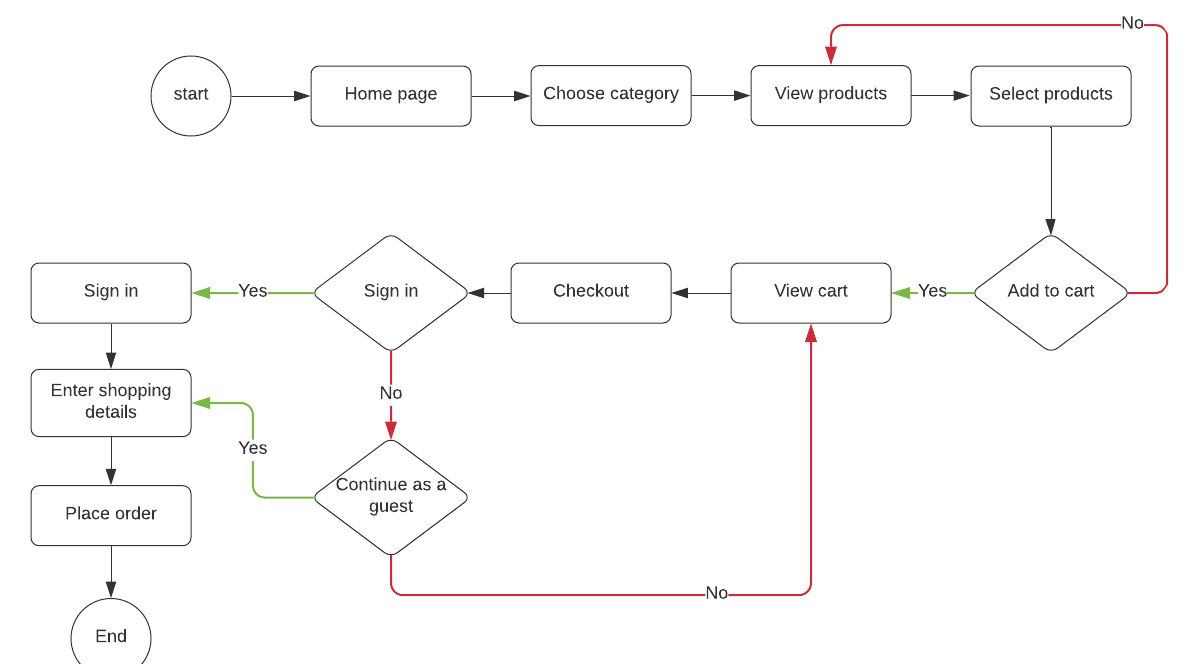 No
start
Home page
Choose category
View products
Select products
Sign in
Yes
Sign in
Checkout
View cart
Yes
Add to cart
Enter shopping
details
No
Yes
Continue as a
guest
Place order
No
End